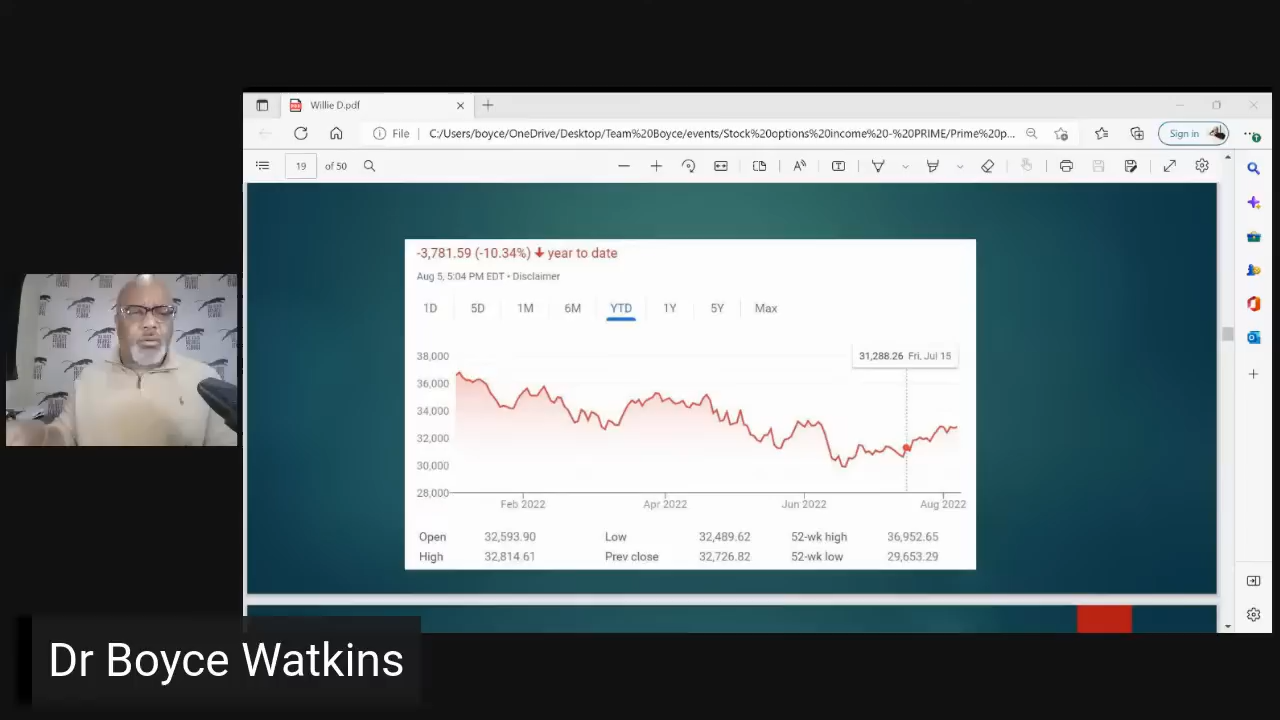 Willie D.pdf
File
C:/Users/boyce/OneDrive/Desktop/Team%20Boyce/events/Stock%20options%20income%20-%20PRIME/Prime%20p...
Sign in
19 of 50
-3,781.59 (-10.34%) year to date
Aug 5, 5:04 PM EDT • Disclaimer
1D 5D 1M 6M YTD 1Y 5Y Max
31,288.26 Fri, Jul 15
38,000
36,000
34,000
32,000
30,000
28,000
Feb 2022 Apr 2022 Jun 2022 Aug 2022
Open 32,593.90 Low 32,489.62 52-wk high 36,952.65
High 32,814.61 Prev close 32,726.82 52-wk low 29,653.29
Dr Boyce Watkins